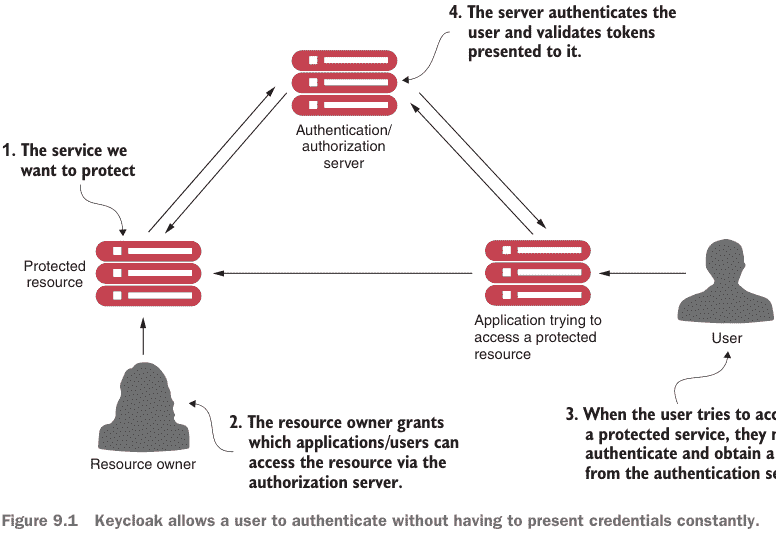 4. The server authenticates the
user and validates tokens
presented to it.
Authentication/
authorization
server
1. The service we
want to protect
Protected
resource
Application trying to
access a protected
resource
User
Resource owner
2. The resource owner grants
which applications/users can
access the resource via the
authorization server.
3. When the user tries to
a protected service, they
authenticate and obtain a
from the authentication
Figure 9.1 Keycloak allows a user to authenticate without having to present credentials constantly.